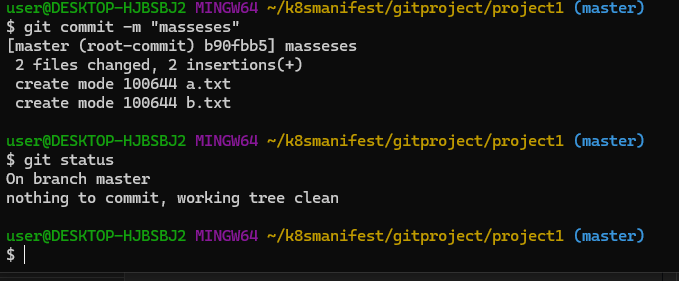 user@DESKTOP-HJBSBJ2 MINGW64 ~/k8smanifest/gitproject/project1 (master)
$ git commit -m "masseses"
[master (root-commit) b90fbb5] masseses
 2 files changed, 2 insertions(+)
 create mode 100644 a.txt
 create mode 100644 b.txt

user@DESKTOP-HJBSBJ2 MINGW64 ~/k8smanifest/gitproject/project1 (master)
$ git status
On branch master
nothing to commit, working tree clean

user@DESKTOP-HJBSBJ2 MINGW64 ~/k8smanifest/gitproject/project1 (master)
$